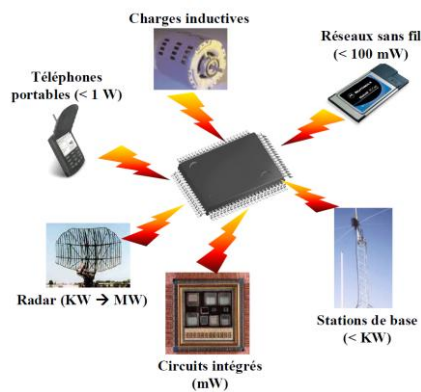 Charges inductives
Réseaux sans fil
(< 100 mW)
Téléphones
portables (< 1 W)
Radar (KW → MW)
Stations de base
(< KW)
Circuits intégrés
(mW)